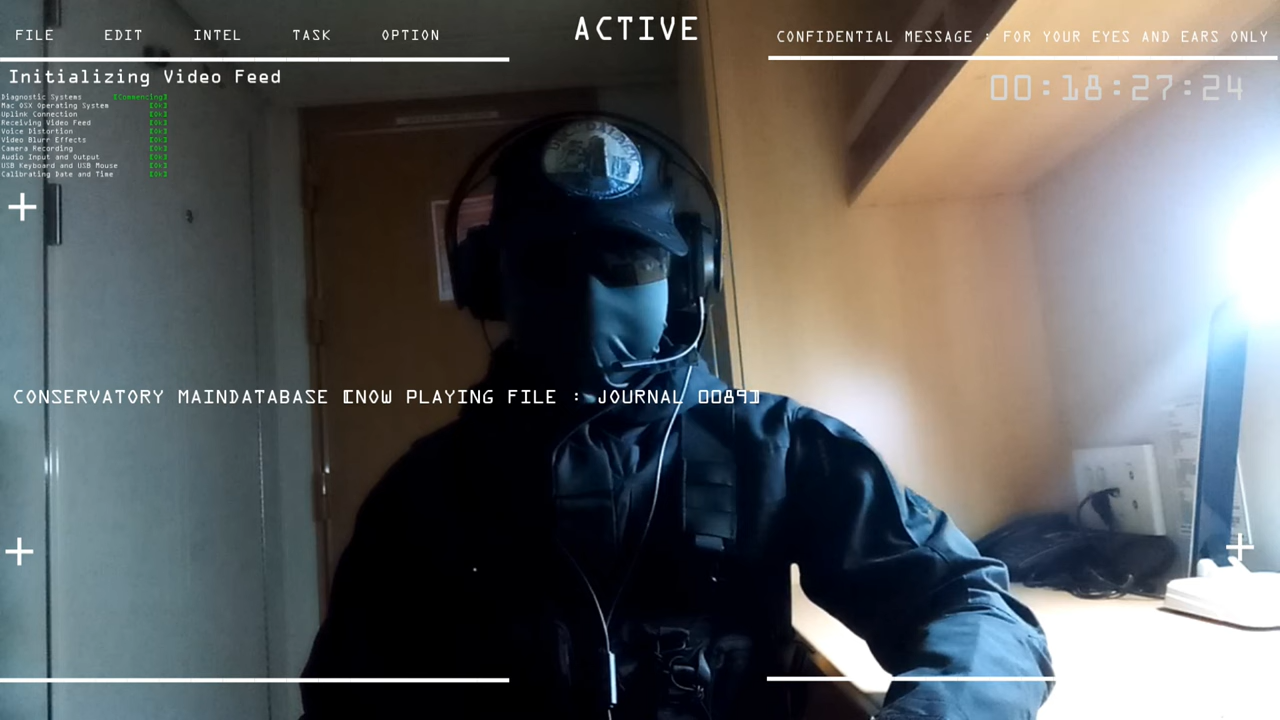 FILE EDIT INTEL TASK OPTION
ACTIVE
CONFIDENTIAL MESSAGE : FOR YOUR EYES AND EARS ONLY
Initializing Video Feed
00:18:27:24
Diagnostic Systems [Commencing]
Mac OSX Operating System [Ok]
Uplink Connection [Ok]
Receiving Video Feed [Ok]
Voice Distortion [Ok]
Video Blurr Effects [Ok]
Camera Recording [Ok]
Audio Input and Output [Ok]
USB Keyboard and USB Mouse [Ok]
Calibrating Date and Time [Ok]
CONSERVATORY MAINDATABASE [NOW PLAYING FILE : JOURNAL 0089]